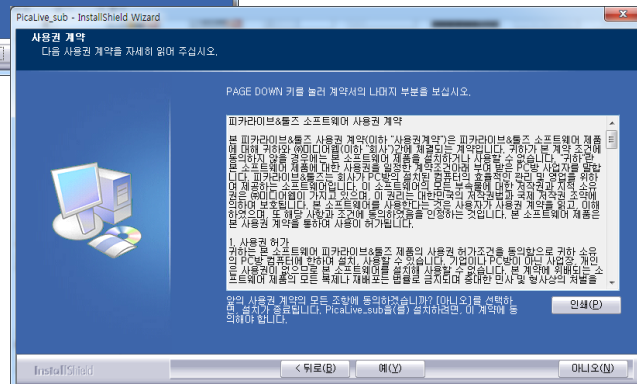 PicaLive_sub - InstallShield Wizard
사용권 계약
다음 사용권 계약을 자세히 읽어 주십시오.
PAGE DOWN 키를 눌러 계약서의 나머지 부분을 보십시오.
피카라이브&툴즈 소프트웨어 사용권 계약
본 피카라이브&툴즈 사용권 계약(이하 "사용권계약")은 피카라이브&툴즈 소프트웨어 제품
에 대해 귀하와 ㈜미디어웹(이하 "회사")간에 체결되는 계약입니다. 귀하가 본 계약 조건에
동의하지 않을 경우에는 본 소프트웨어 제품을 설치하거나 사용할 수 없습니다. "귀하"란
본 소프트웨어 제품에 대한 사용권을 일정한 계약조건아래 부여받은 PC방 사용자를 말합
니다. 피카라이브&툴즈는 회사가 PC방의 설치된 컴퓨터의 효율적인 관리 및 영업을 위하
여 제공하는 소프트웨어입니다. 이 소프트웨어의 모든 부속물에 대한 저작권과 지적 소유
권은 ㈜미디어웹이 가지고 있으며, 이 권리는 대한민국의 저작권법과 국제 저작권 조약에
의하여 보호됩니다. 본 소프트웨어를 사용한다는 것은 사용자가 사용권 계약을 읽고, 이해
하였으며, 또 해당 사항과 조건에 동의하였음을 인정하는 것입니다. 본 소프트웨어 제품은
본 사용권 계약을 통하여 사용이 허가됩니다.
1. 사용권 허가
귀하는 본 소프트웨어 피카라이브&툴즈 제품의 사용권 허가조건을 동의함으로 귀하 소유
의 PC방 컴퓨터에 한하여 설치, 사용할 수 있습니다. 기업이나 PC방이 아닌 사업장, 개인
은 사용권이 없으므로 본 소프트웨어를 설치해 사용할 수 없습니다. 본 계약에 위배되는 소
프트웨어 제품의 모든 복제나 재배포는 법률로 금지되며 중대한 민사 및 형사상의 처벌을
앞의 사용권 계약의 모든 조항에 동의하겠습니까? [아니오]를 선택하
면, 설치가 종료됩니다. PicaLive_sub을(를) 설치하려면, 이 계약에 동
의해야 합니다.
인쇄(P)
InstallShield
< 뒤로(B)
예(Y)
아니오(N)